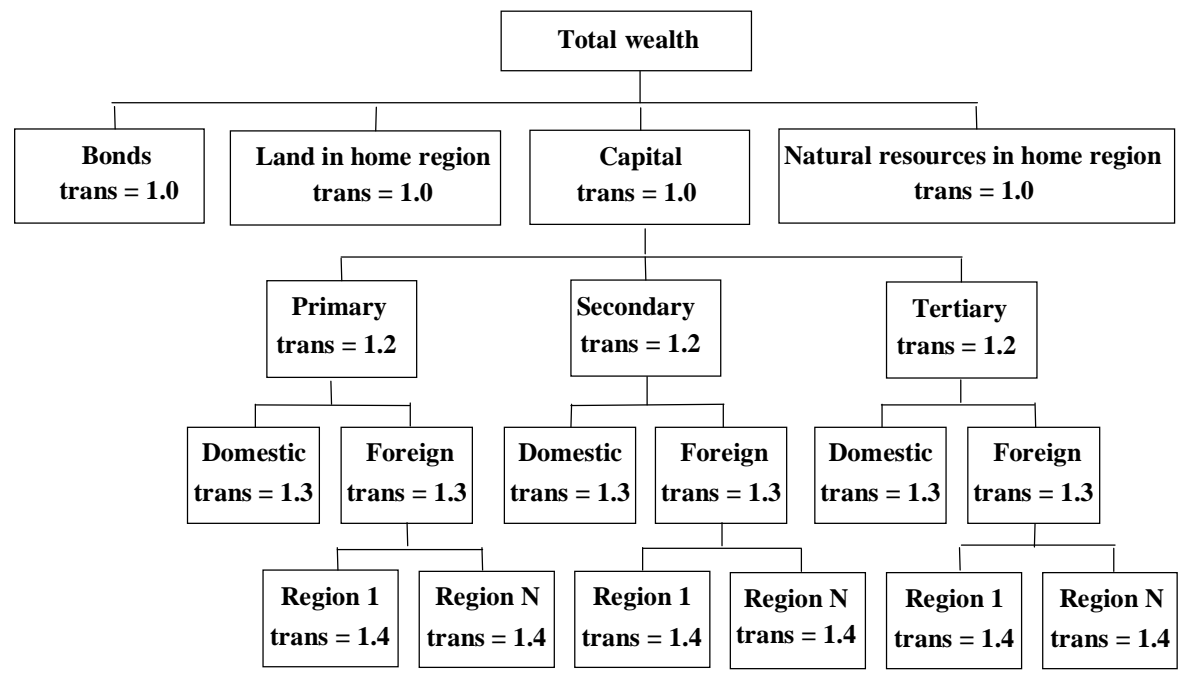 Total wealth
Bonds
trans = 1.0
Land in home region
trans = 1.0
Capital
trans = 1.0
Natural resources in home region
trans = 1.0
Primary
trans = 1.2
Secondary
trans = 1.2
Tertiary
trans = 1.2
Domestic
trans = 1.3
Foreign
trans = 1.3
Domestic
trans = 1.3
Foreign
trans = 1.3
Domestic
trans = 1.3
Foreign
trans = 1.3
Region 1
trans = 1.4
Region N
trans = 1.4
Region 1
trans = 1.4
Region N
trans = 1.4
Region 1
trans = 1.4
Region N
trans = 1.4